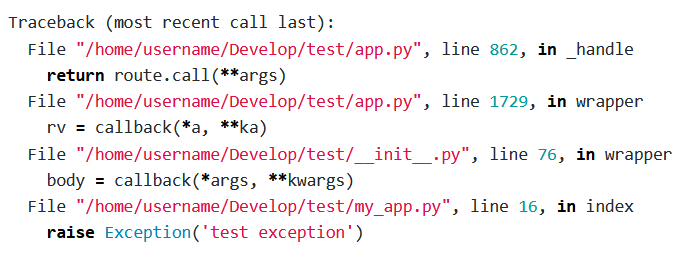 Traceback (most recent call last):
  File "/home/username/Develop/test/app.py", line 862, in _handle
    return route.call(**args)
  File "/home/username/Develop/test/app.py", line 1729, in wrapper
    rv = callback(*a, **ka)
  File "/home/username/Develop/test/__init__.py", line 76, in wrapper
    body = callback(*args, **kwargs)
  File "/home/username/Develop/test/my_app.py", line 16, in index
    raise Exception('test exception')